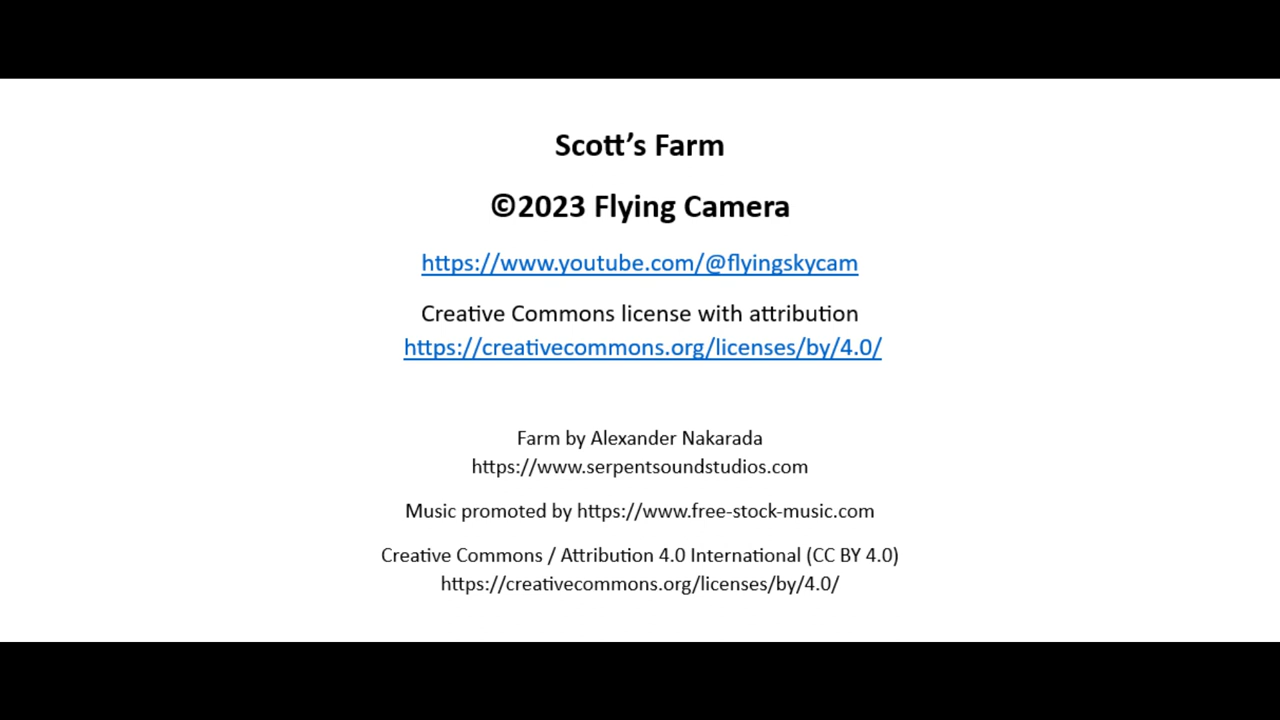 Scott’s Farm
©2023 Flying Camera
https://www.youtube.com/@flyingskycam
Creative Commons license with attribution
https://creativecommons.org/licenses/by/4.0/
Farm by Alexander Nakarada
https://www.serpentsoundstudios.com
Music promoted by https://www.free-stock-music.com
Creative Commons / Attribution 4.0 International (CC BY 4.0)
https://creativecommons.org/licenses/by/4.0/